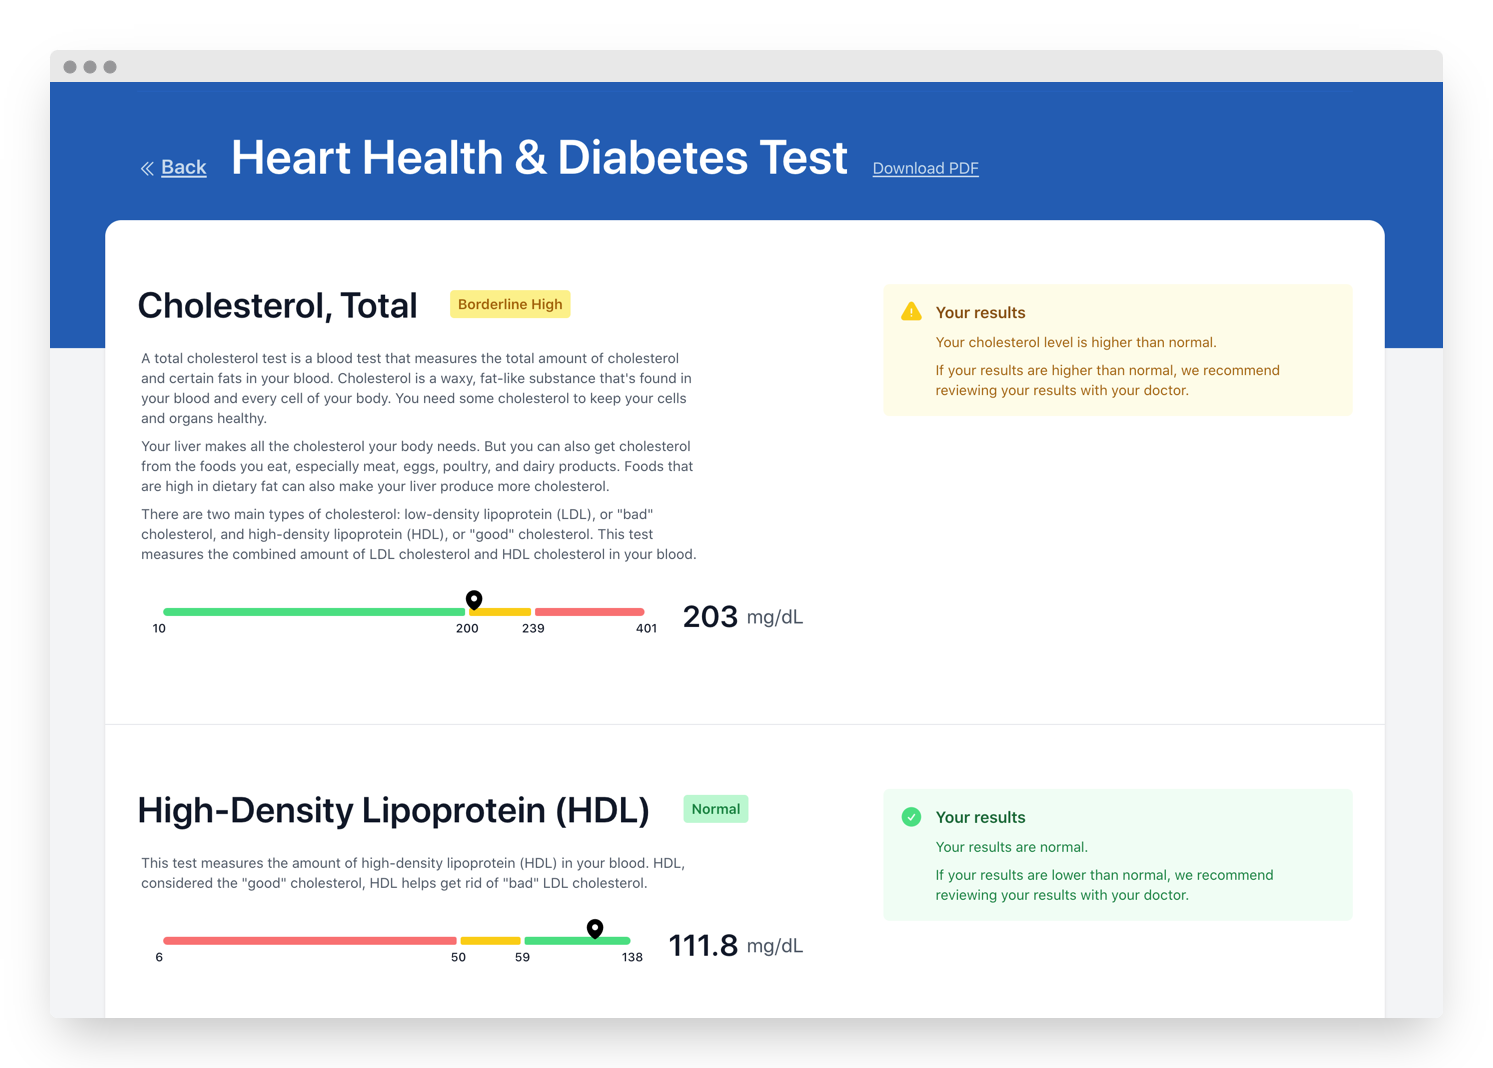 Back
Heart Health & Diabetes Test
Download PDF
Cholesterol, Total
Borderline High
A total cholesterol test is a blood test that measures the total amount of cholesterol
and certain fats in your blood. Cholesterol is a waxy, fat-like substance that's found in
your blood and every cell of your body. You need some cholesterol to keep your cells
and organs healthy.
Your liver makes all the cholesterol your body needs. But you can also get cholesterol
from the foods you eat, especially meat, eggs, poultry, and dairy products. Foods that
are high in dietary fat can also make your liver produce more cholesterol.
There are two main types of cholesterol: low-density lipoprotein (LDL), or "bad"
cholesterol, and high-density lipoprotein (HDL), or "good" cholesterol. This test
measures the combined amount of LDL cholesterol and HDL cholesterol in your blood.
10 200 239 401
203 mg/dL
Your results
Your cholesterol level is higher than normal.
If your results are higher than normal, we recommend
reviewing your results with your doctor.
High-Density Lipoprotein (HDL)
Normal
This test measures the amount of high-density lipoprotein (HDL) in your blood. HDL,
considered the "good" cholesterol, HDL helps get rid of "bad" LDL cholesterol.
6 50 59 138
111.8 mg/dL
Your results
Your results are normal.
If your results are lower than normal, we recommend
reviewing your results with your doctor.